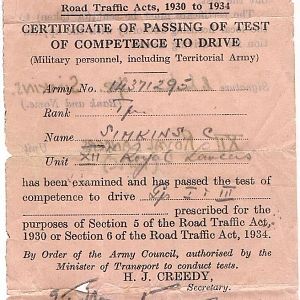 Road Traffic Acts, 1930 to 1934
CERTIFICATE OF PASSING OF TEST
OF COMPETENCE TO DRIVE
(Military personnel, including Territorial Army)
Army No. 14371295
Rank Tpr
Name SIMKINS C
Unit XII Royal Lancers
has been examined and has passed the test of
competence to drive Gp I & III
prescribed for the
purposes of Section 5 of the Road Traffic Act,
1930 or Section 6 of the Road Traffic Act, 1934.
By Order of the Army Council, authorised by
the Minister of Transport to conduct tests.
H. J. CREEDY,
Secretary.